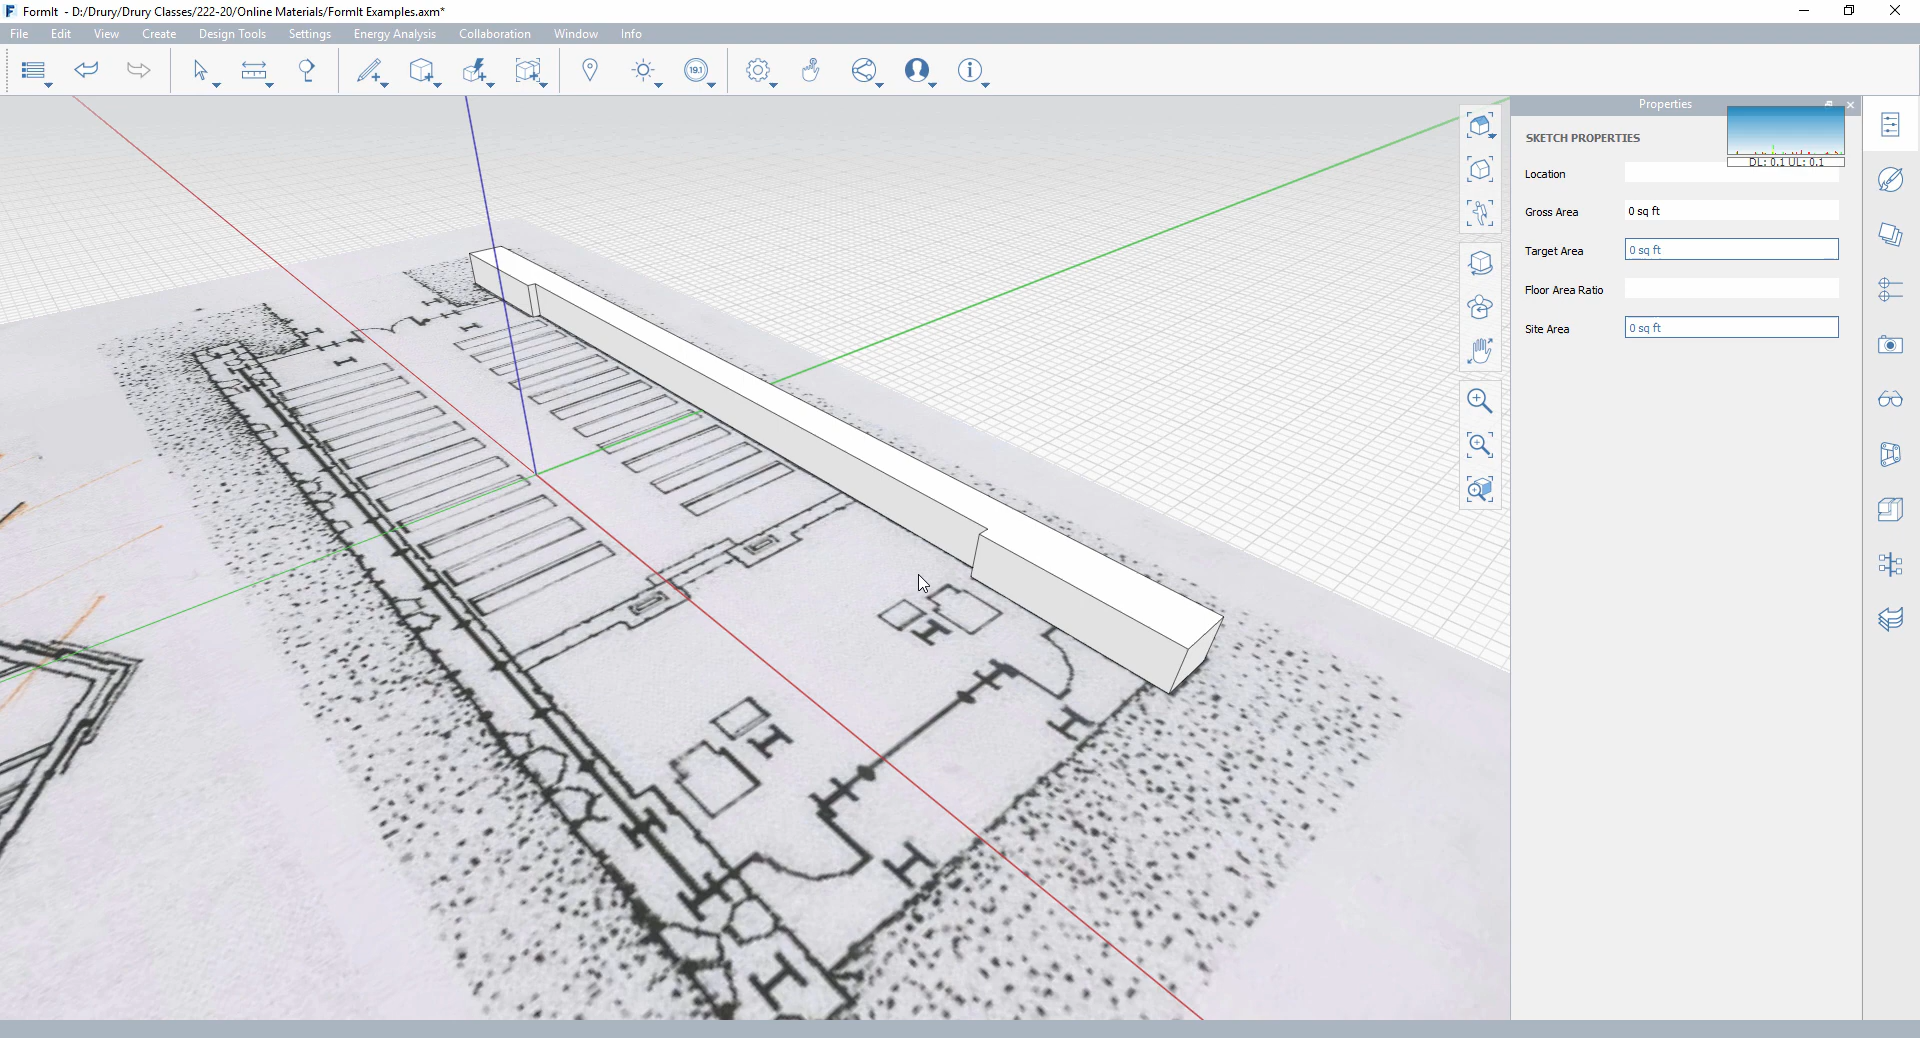 FormIt - D:/Drury/Drury Classes/222-20/Online Materials/FormIt Examples.axm*
File Edit View Create Design Tools Settings Energy Analysis Collaboration Window Info
19.1
Properties
SKETCH PROPERTIES
DL: 0.1 UL: 0.1
Location
Gross Area 0 sq ft
Target Area 0 sq ft
Floor Area Ratio
Site Area 0 sq ft